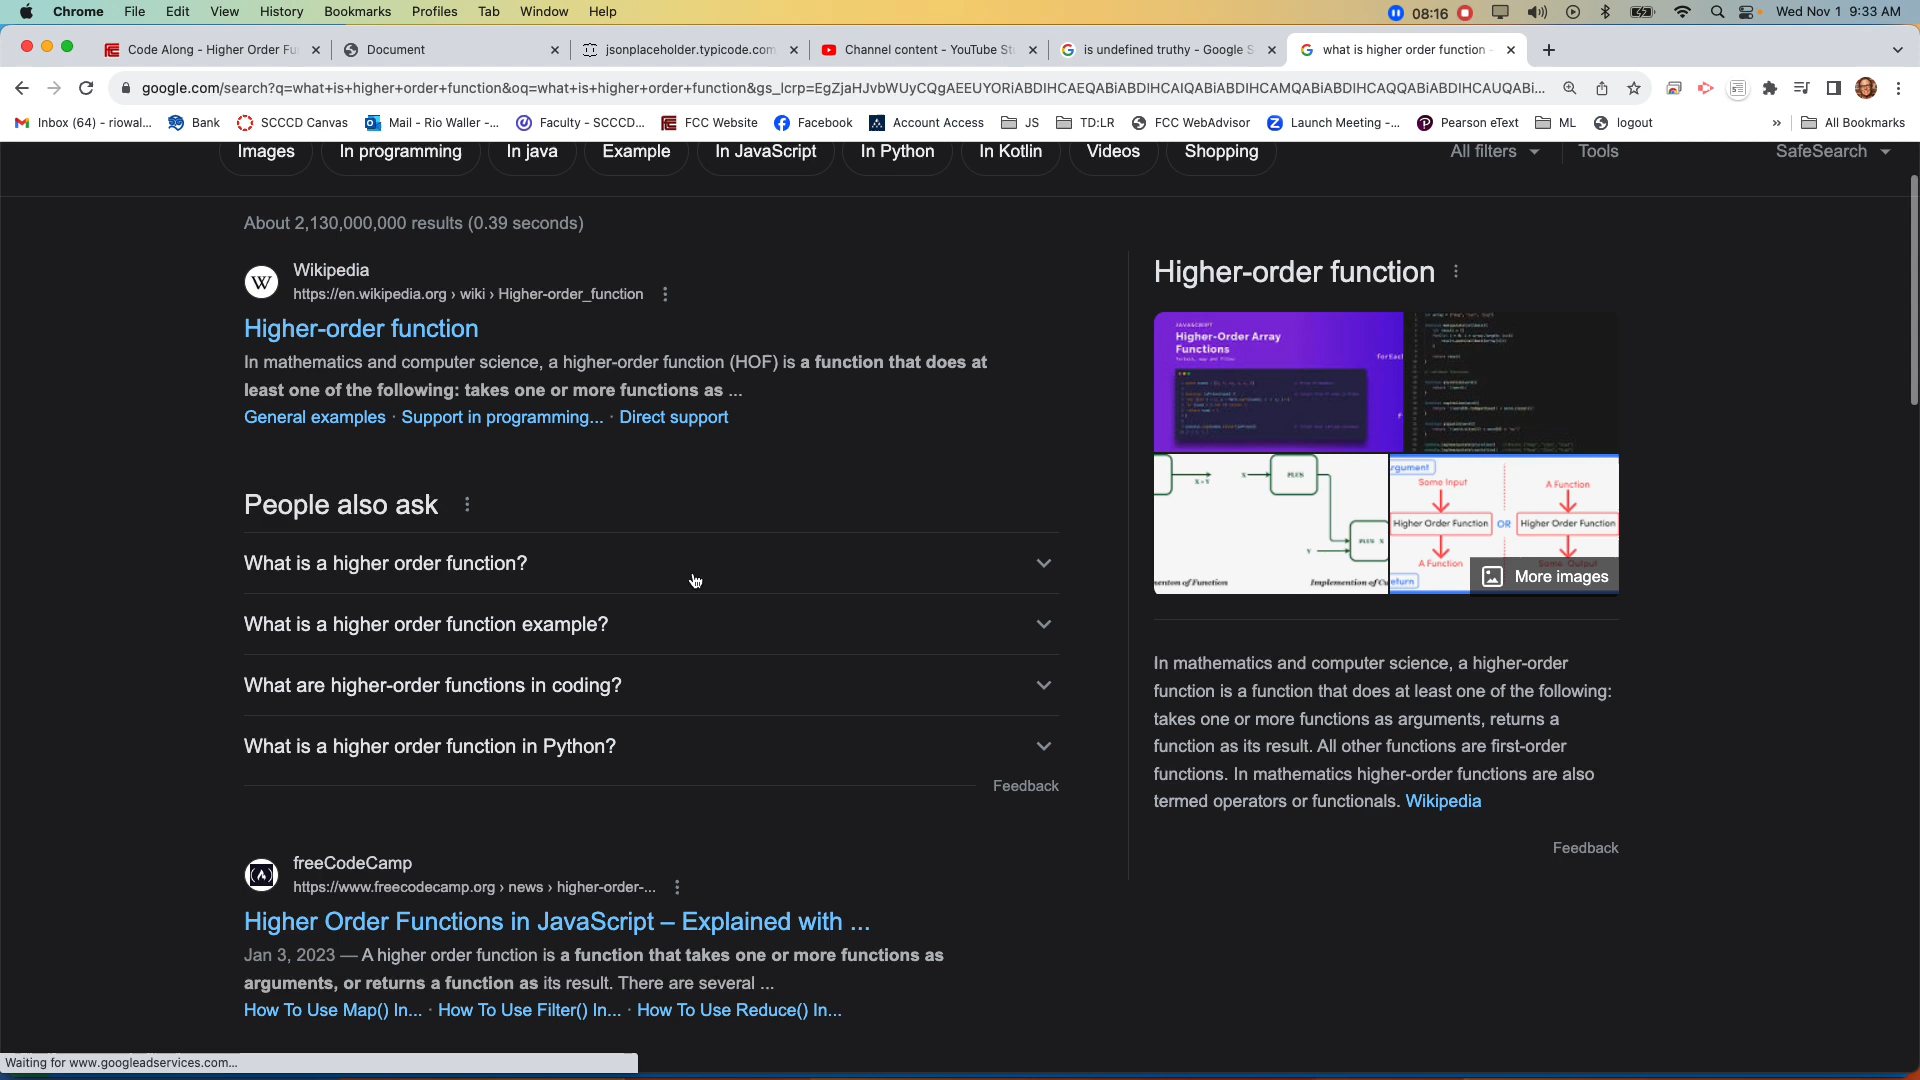 Chrome File Edit View History Bookmarks Profiles Tab Window Help 08:16 Wed Nov 1 9:33 AM
Code Along - Higher Order Fu Document jsonplaceholder.typicode.com Channel content - YouTube St is undefined truthy - Google S what is higher order function -
google.com/search?q=what+is+higher+order+function&oq=what+is+higher+order+function&gs_lcrp=EgZjaHJvbWUyCQgAEEUYORiABDIHCAEQABiABDIHCAIQABiABDIHCAMQABiABDIHCAQQABiABDIHCAUQABi...
Inbox (64) - riowal... Bank SCCCD Canvas Mail - Rio Waller -... Faculty - SCCCD... FCC Website Facebook Account Access JS TD:LR FCC WebAdvisor Launch Meeting -... Pearson eText ML logout » All Bookmarks
Images In programming In java Example In JavaScript In Python In Kotlin Videos Shopping All filters Tools SafeSearch
About 2,130,000,000 results (0.39 seconds)
Wikipedia
https://en.wikipedia.org › wiki › Higher-order_function
Higher-order function
In mathematics and computer science, a higher-order function (HOF) is a function that does at
least one of the following: takes one or more functions as ...
General examples · Support in programming... · Direct support
People also ask
What is a higher order function?
What is a higher order function example?
What are higher-order functions in coding?
What is a higher order function in Python?
Feedback
freeCodeCamp
https://www.freecodecamp.org › news › higher-order-...
Higher Order Functions in JavaScript – Explained with ...
Jan 3, 2023 — A higher order function is a function that takes one or more functions as
arguments, or returns a function as its result. There are several ...
How To Use Map() In... · How To Use Filter() In... · How To Use Reduce() In...
Higher-order function
JAVASCRIPT
Higher-Order Array
Functions
forEach
X+Y
X
PLUS
Y
PLUS X
Argument
Some Input
A Function
Higher Order Function OR Higher Order Function
A Function
Some Output
More images
In mathematics and computer science, a higher-order
function is a function that does at least one of the following:
takes one or more functions as arguments, returns a
function as its result. All other functions are first-order
functions. In mathematics higher-order functions are also
termed operators or functionals. Wikipedia
Feedback
Waiting for www.googleadservices.com...